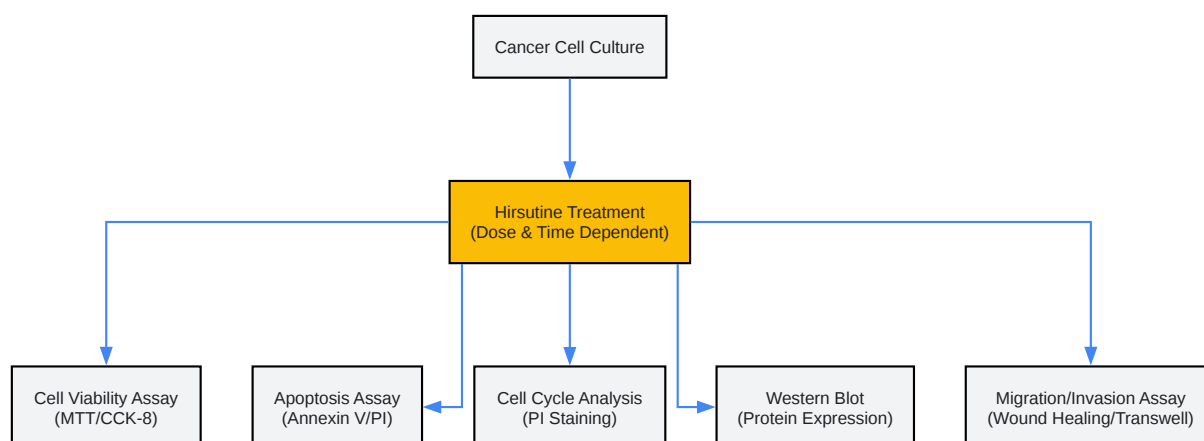 Cancer Cell Culture
Hirsutine Treatment
(Dose & Time Dependent)
Cell Viability Assay
(MTT/CCK-8)
Apoptosis Assay
(Annexin V/PI)
Cell Cycle Analysis
(PI Staining)
Western Blot
(Protein Expression)
Migration/Invasion Assay
(Wound Healing/Transwell)